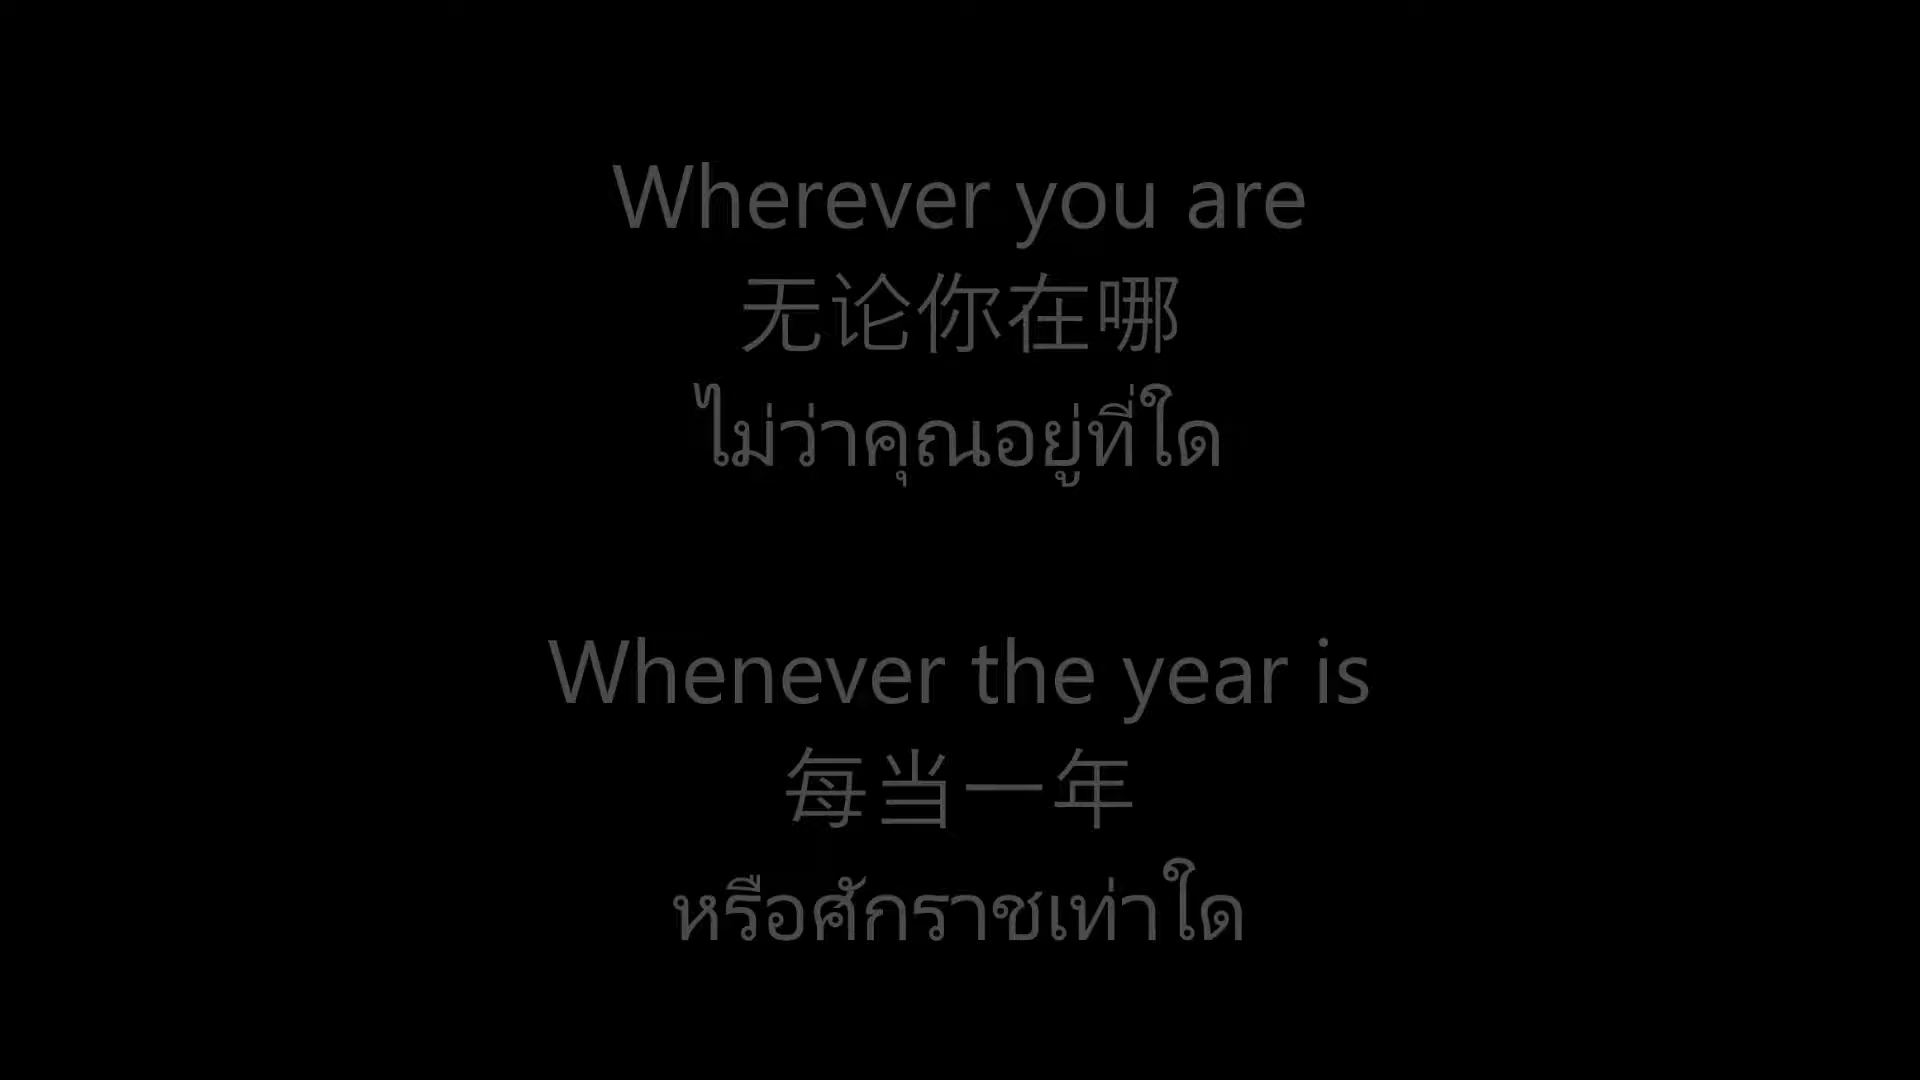 Wherever you are
无论你在哪
ไม่ว่าคุณอยู่ที่ใด
Whenever the year is
每当一年
หรือศักราชเท่าใด